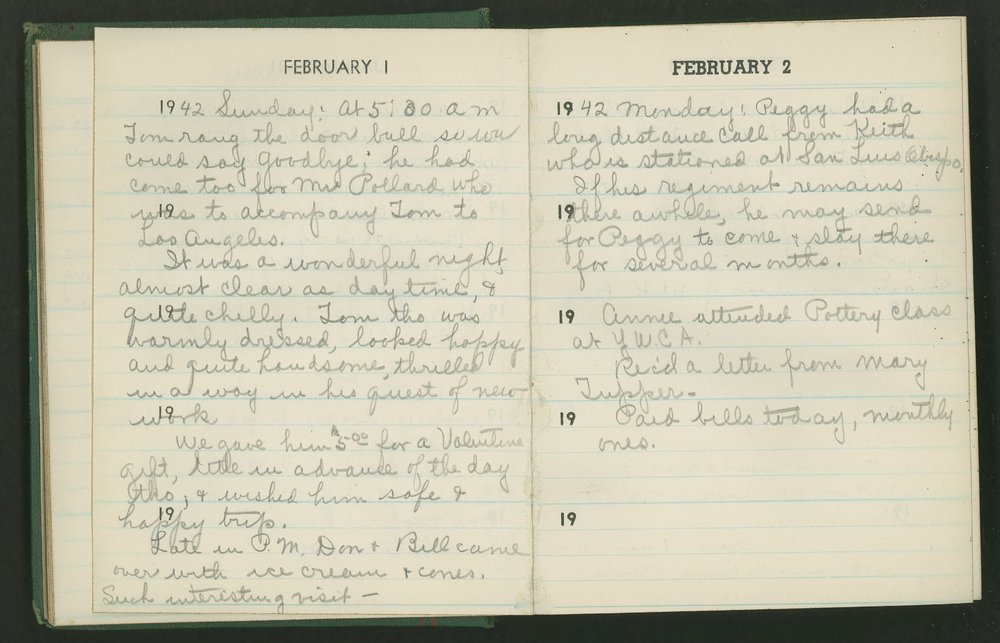 FEBRUARY 1
1942 Sunday: At 5:30 a m
Tom rang the door bell so we
could say goodbye; he had
come too for Mr Pollard who
19
was to accompany Tom to
Los Angeles.
It was a wonderful night
almost clear as day time, &
19
quite chilly. Tom tho was
warmly dressed, looked happy
and quite handsome, thrilled
in a way in his quest of new
19
work.
We gave him $5.00 for a Valentine
gift, little in advance of the day
tho, & wished him safe &
19
happy trip.
Late in P.M. Don & Bill came
over with ice cream & cones.
Such interesting visit —
FEBRUARY 2
1942 Monday: Peggy had a
long distance call from Keith
who is stationed at San Luis Obispo.
If his regiment remains
19
there awhile, he may send
for Peggy to come & stay there
for several months.
19 Annie attended Pottery class
at Y.W.C.A.
Rec'd a letter from Mary
Tupper.
19 Paid bills today, monthly
ones.
19